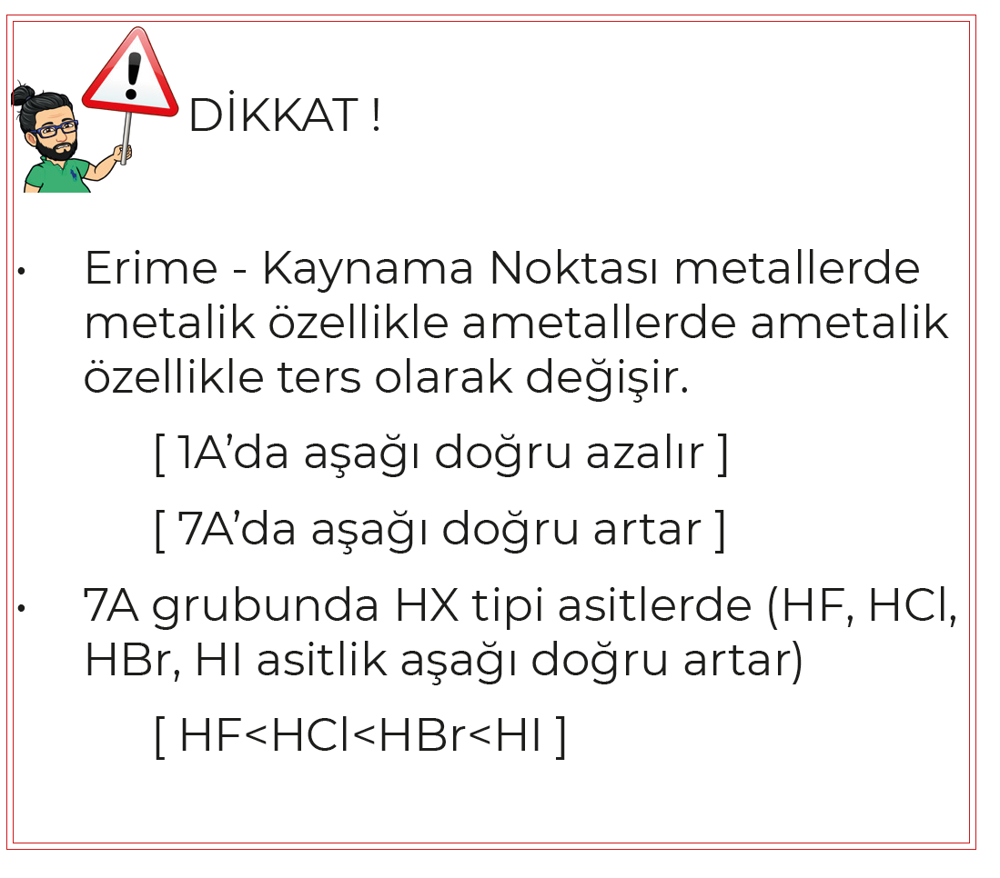 DİKKAT !
• Erime - Kaynama Noktası metallerde
metalik özellikle ametallerde ametalik
özellikle ters olarak değişir.
[ 1A’da aşağı doğru azalır ]
[ 7A’da aşağı doğru artar ]
• 7A grubunda HX tipi asitlerde (HF, HCl,
HBr, HI asitlik aşağı doğru artar)
[ HF<HCl<HBr<HI ]